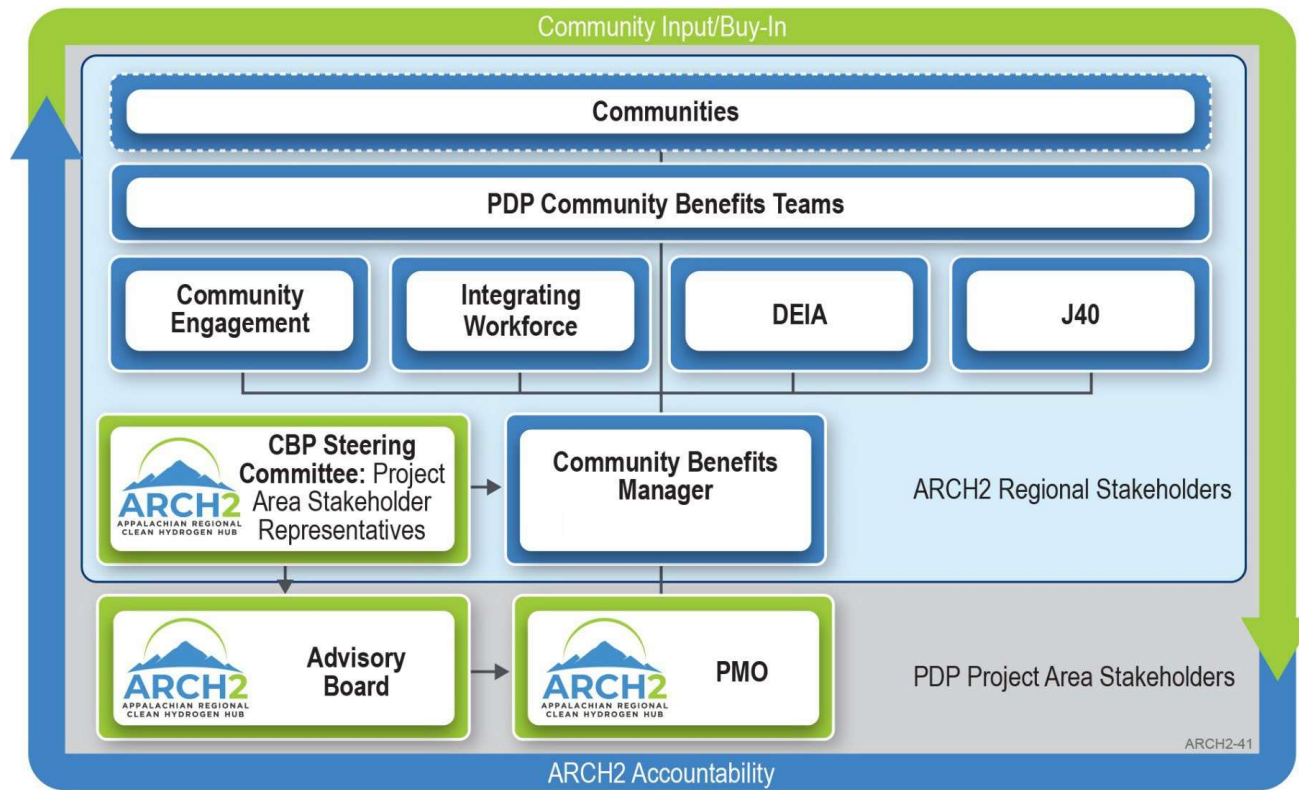 Community Input/Buy-In
Communities
PDP Community Benefits Teams
Community
Engagement
Integrating
Workforce
DEIA
J40
ARCH2
APPALACHIAN REGIONAL
CLEAN HYDROGEN HUB
CBP Steering
Committee: Project
Area Stakeholder
Representatives
Community Benefits
Manager
ARCH2 Regional Stakeholders
ARCH2
APPALACHIAN REGIONAL
CLEAN HYDROGEN HUB
Advisory
Board
ARCH2
APPALACHIAN REGIONAL
CLEAN HYDROGEN HUB
PMO
PDP Project Area Stakeholders
ARCH2-41
ARCH2 Accountability